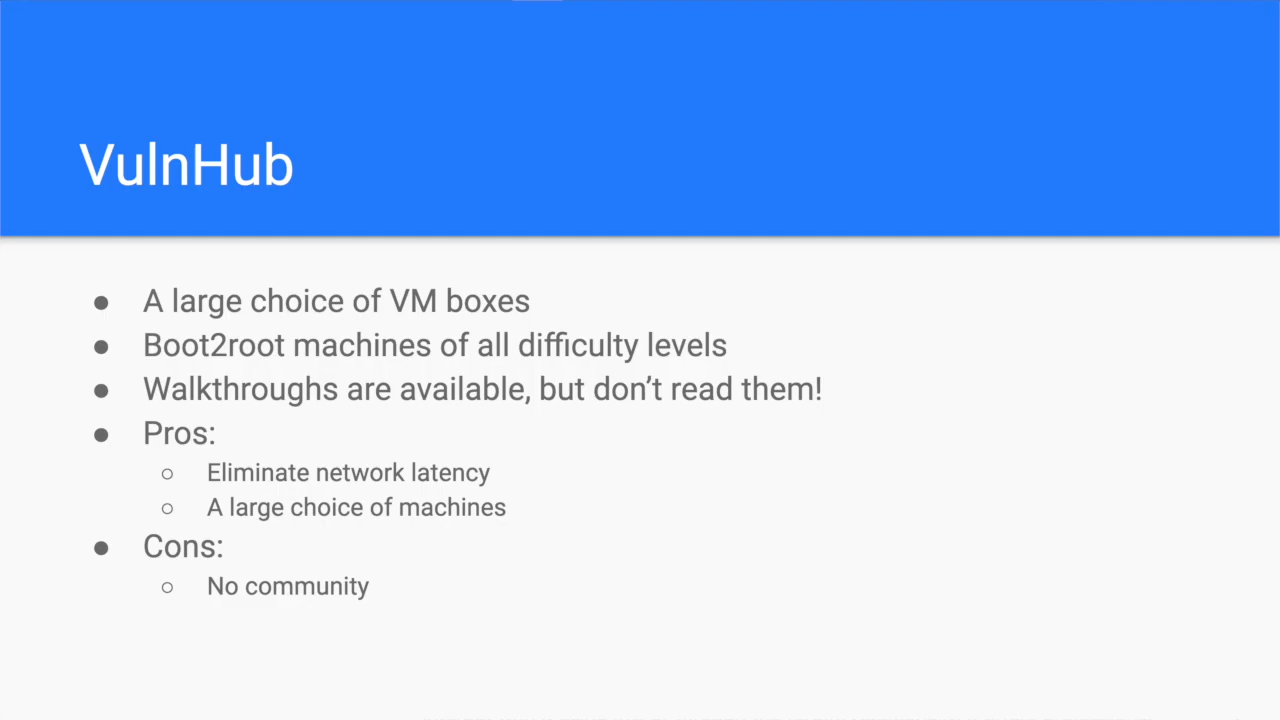 VulnHub
● A large choice of VM boxes
● Boot2root machines of all difficulty levels
● Walkthroughs are available, but don’t read them!
● Pros:
○ Eliminate network latency
○ A large choice of machines
● Cons:
○ No community